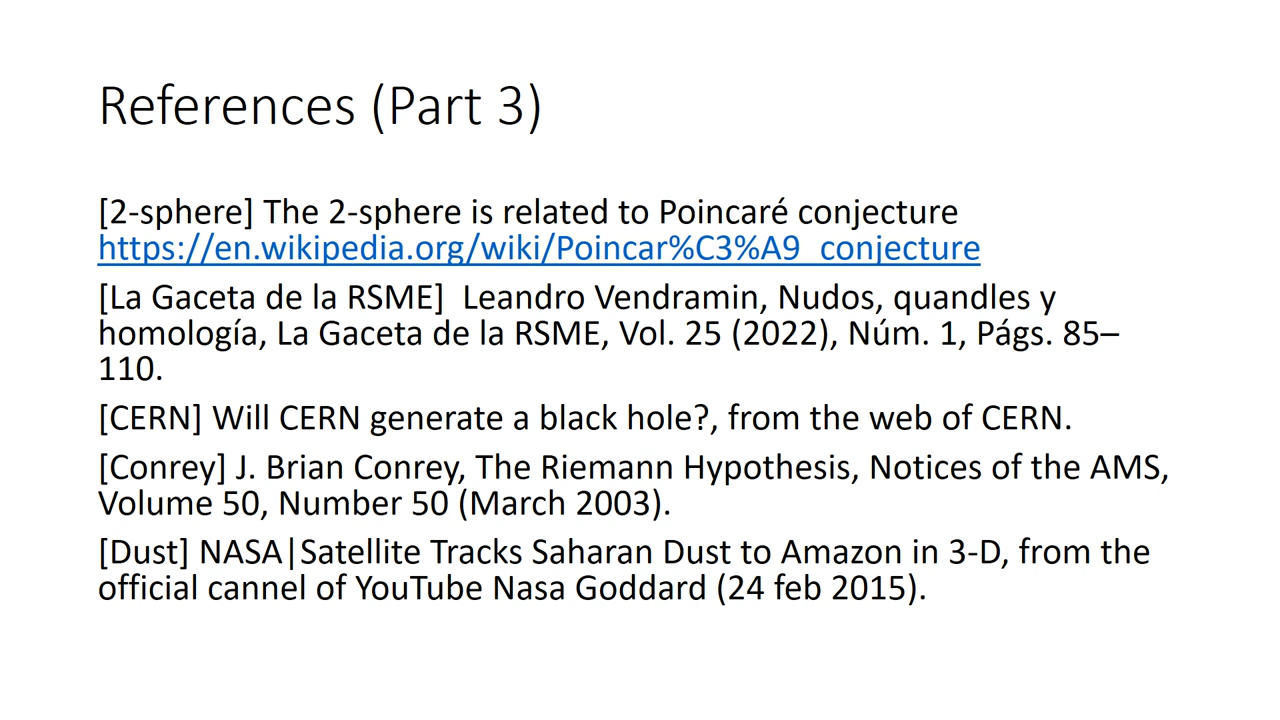 References (Part 3)
[2-sphere] The 2-sphere is related to Poincaré conjecture
https://en.wikipedia.org/wiki/Poincar%C3%A9_conjecture
[La Gaceta de la RSME]  Leandro Vendramin, Nudos, quandles y
homología, La Gaceta de la RSME, Vol. 25 (2022), Núm. 1, Págs. 85–
110.
[CERN] Will CERN generate a black hole?, from the web of CERN.
[Conrey] J. Brian Conrey, The Riemann Hypothesis, Notices of the AMS,
Volume 50, Number 50 (March 2003).
[Dust] NASA|Satellite Tracks Saharan Dust to Amazon in 3-D, from the
official cannel of YouTube Nasa Goddard (24 feb 2015).